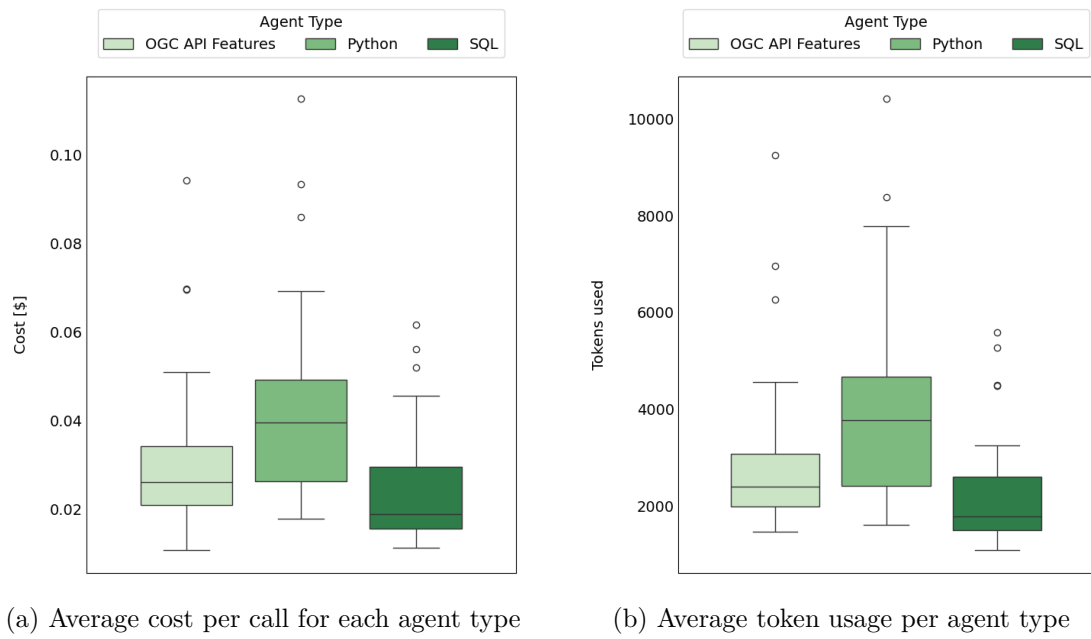 Agent Type
OGC API Features Python SQL
0.10
0.08
0.06
0.04
0.02
Cost [$]
(a) Average cost per call for each agent type
Agent Type
OGC API Features Python SQL
10000
8000
6000
4000
2000
Tokens used
(b) Average token usage per agent type